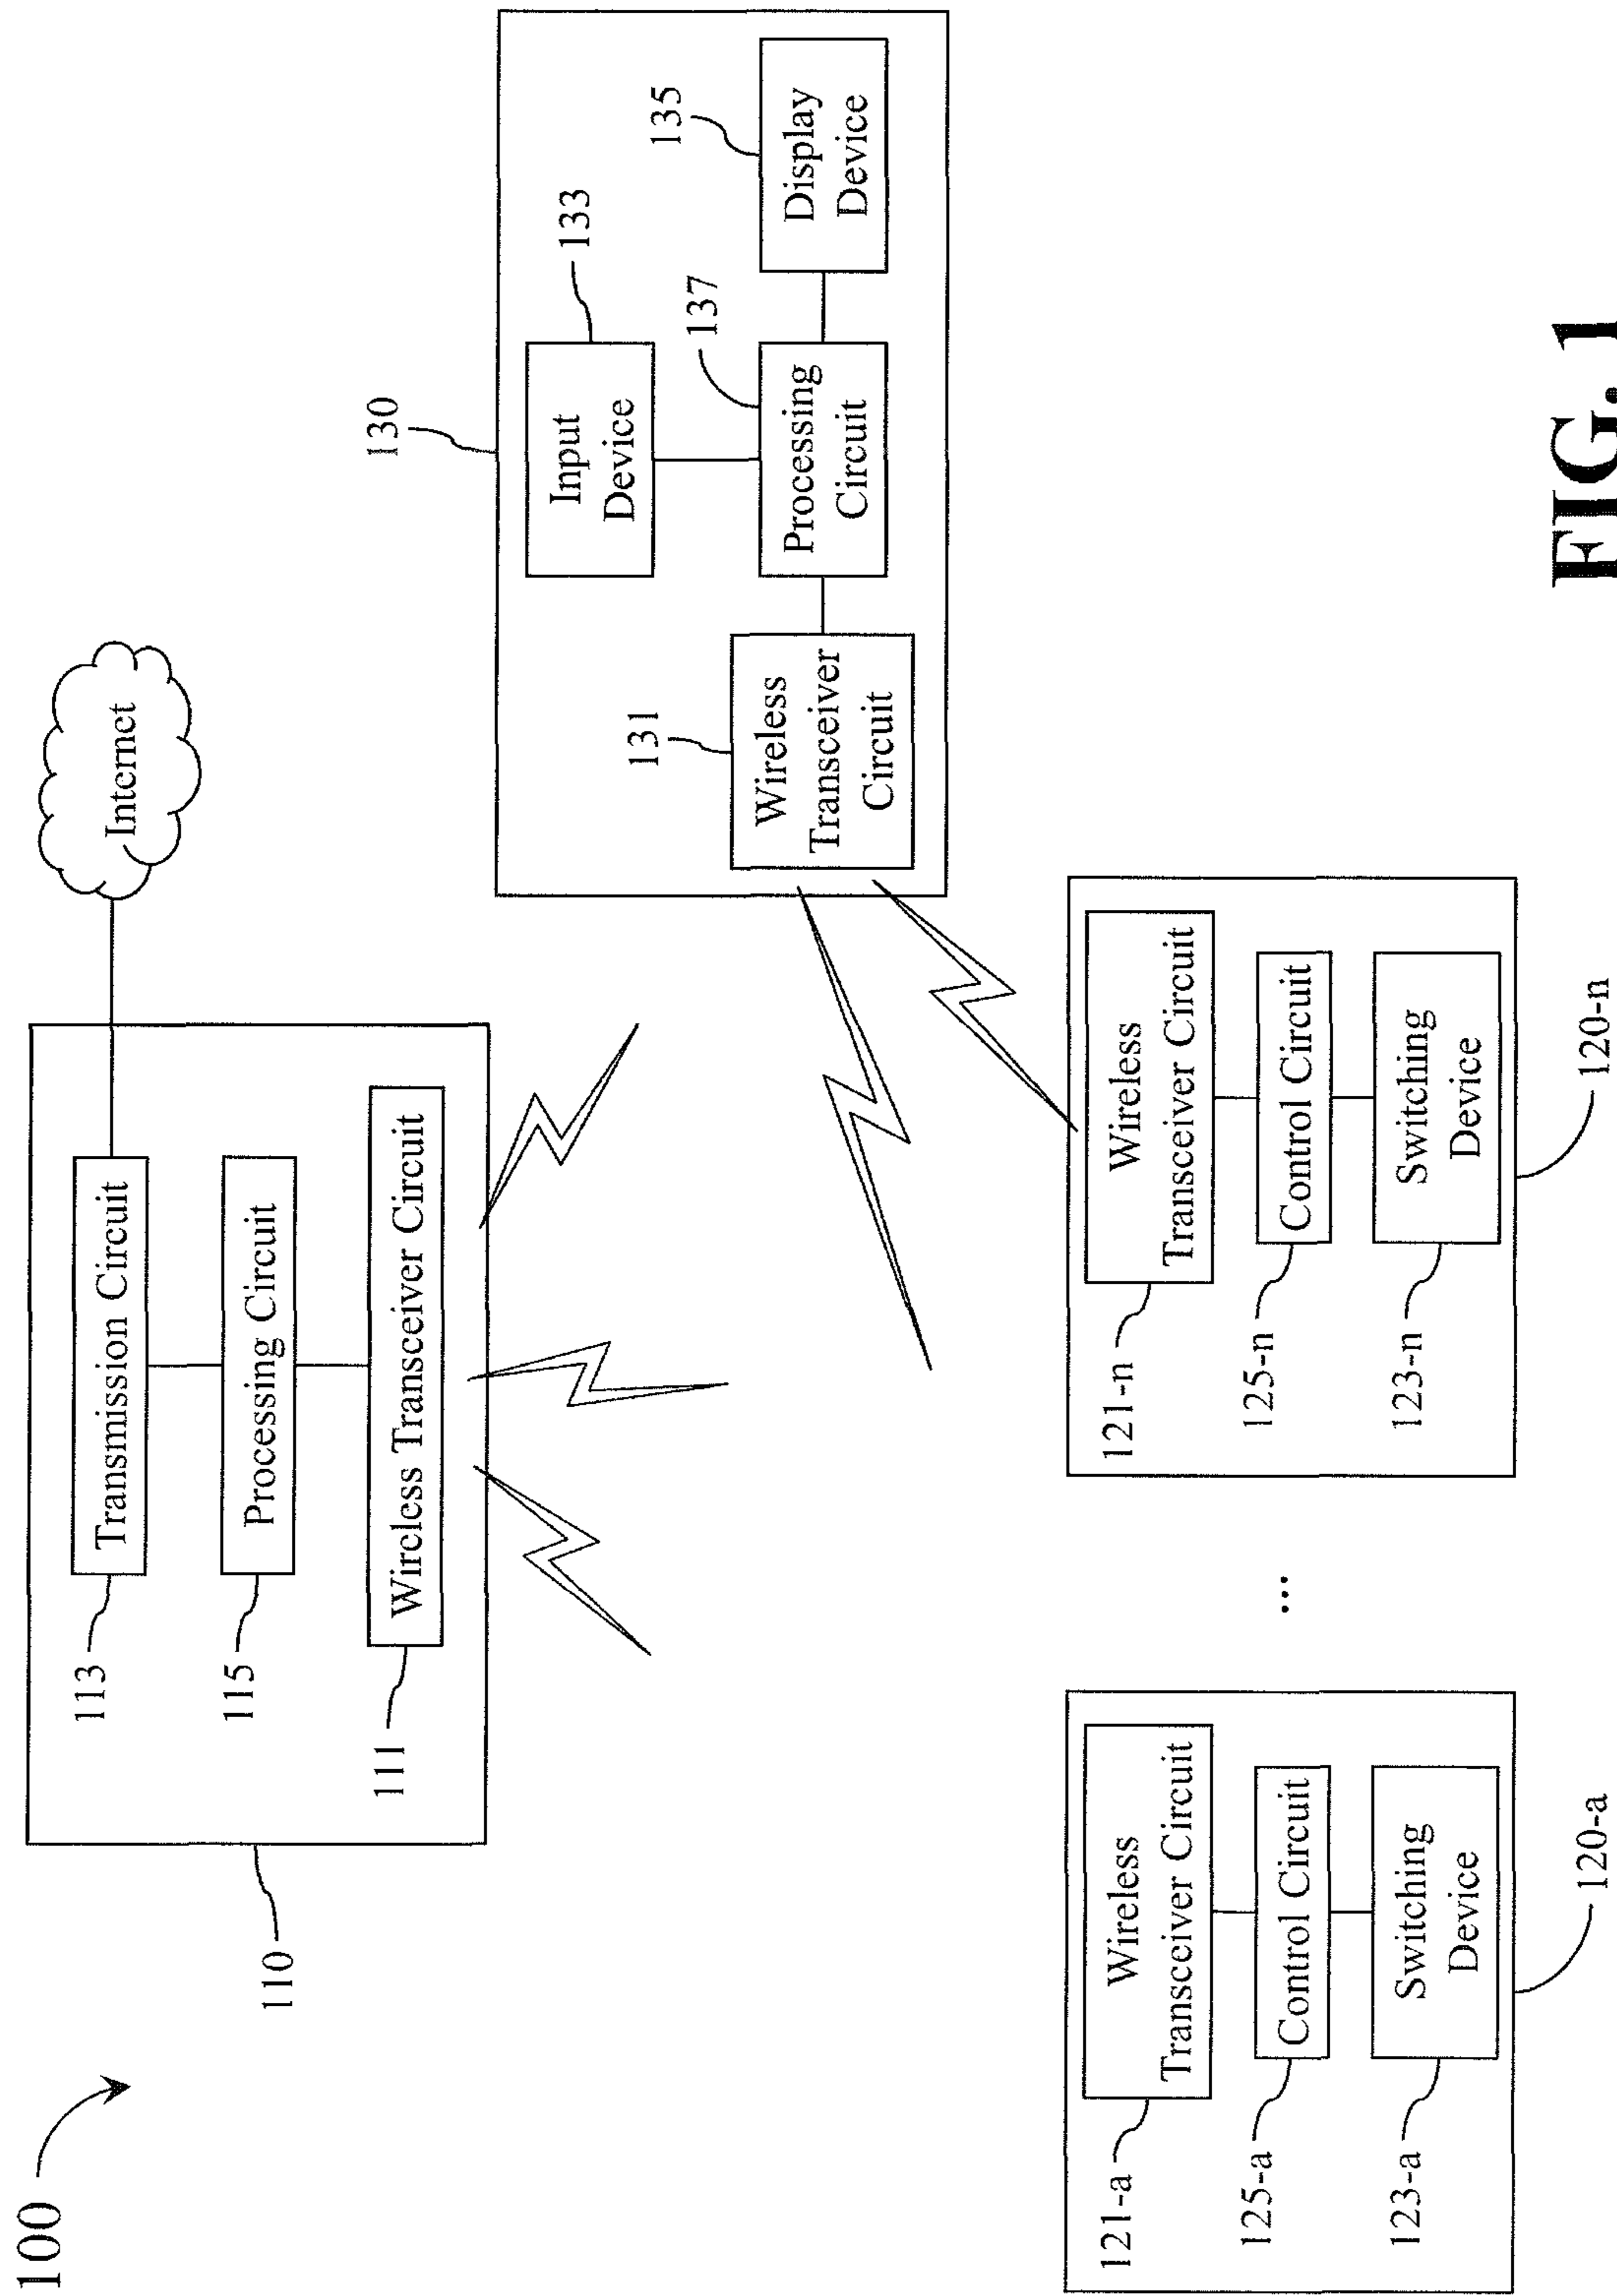 100
110
113
Transmission Circuit
115
Processing Circuit
111
Wireless Transceiver Circuit
Internet
130
Input
Device
133
131
Wireless
Transceiver
Circuit
Processing
Circuit
137
Display
Device
135
121-a
Wireless
Transceiver Circuit
125-a
Control Circuit
123-a
Switching
Device
120-a
...
121-n
Wireless
Transceiver Circuit
125-n
Control Circuit
123-n
Switching
Device
120-n
FIG. 1